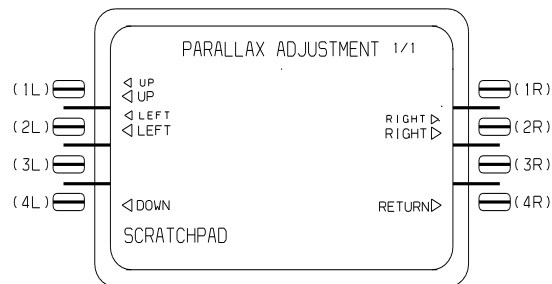 PARALLAX ADJUSTMENT 1/1
(1L) ◁ UP (1R)
◁ UP
◁ LEFT RIGHT ▷
(2L) ◁ LEFT RIGHT ▷ (2R)
(3L) (3R)
(4L) ◁ DOWN RETURN ▷ (4R)
SCRATCHPAD